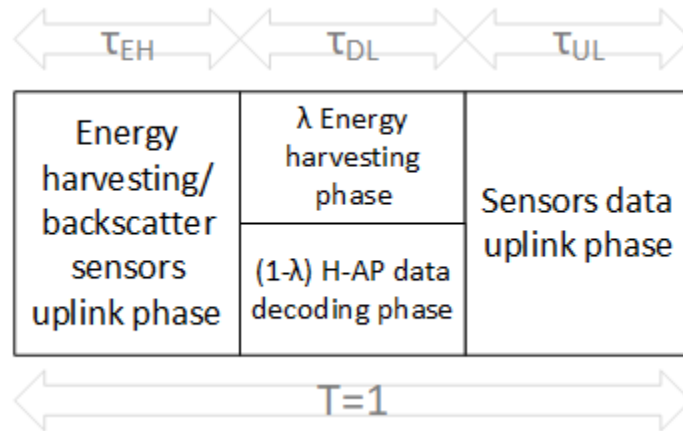 τEH
τDL
τUL
Energy
harvesting/
backscatter
sensors
uplink phase
λ Energy
harvesting
phase
(1-λ) H-AP data
decoding phase
Sensors data
uplink phase
T=1